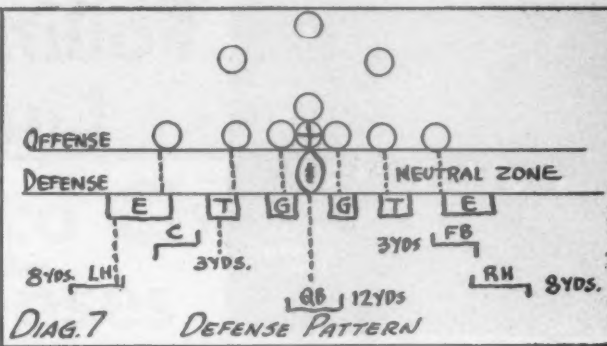 OFFENSE
DEFENSE NEUTRAL ZONE
E T G G T E
C 3YDS. 3YDS FB
8YDS. LH QB 12YDS RH 8YDS.
DIAG. 7 DEFENSE PATTERN